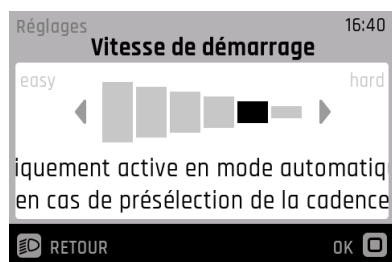 Réglages 16:40
Vitesse de démarrage
easy hard
iquement active en mode automatiq
en cas de présélection de la cadence
RETOUR OK